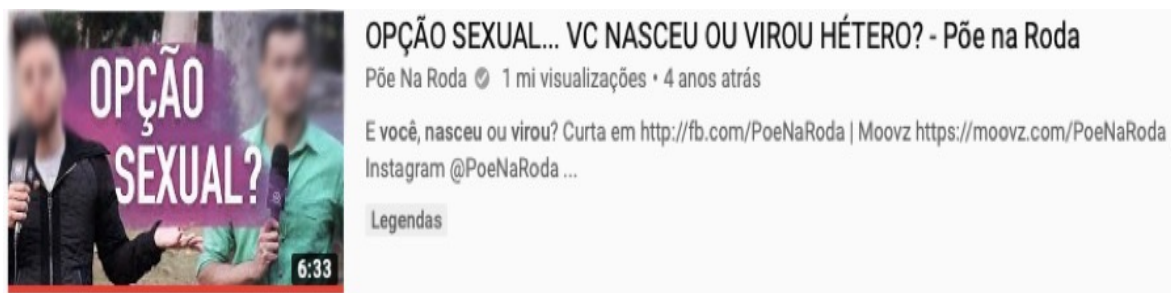 OPÇÃO
SEXUAL?
6:33
OPÇÃO SEXUAL... VC NASCEU OU VIROU HÉTERO? - Põe na Roda
Põe Na Roda 1 mi visualizações • 4 anos atrás
E você, nasceu ou virou? Curta em http://fb.com/PoeNaRoda | Moovz https://moovz.com/PoeNaRoda
Instagram @PoeNaRoda ...
Legendas